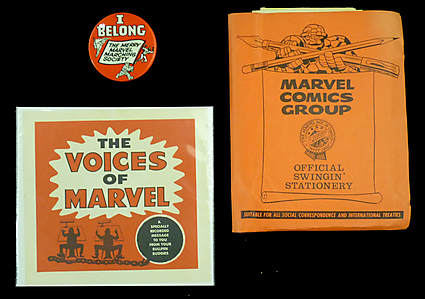 I
BELONG
THE MERRY
MARVEL
MARCHING
SOCIETY
MARVEL
COMICS
GROUP
OFFICIAL
SWINGIN'
STATIONERY
SUITABLE FOR ALL SOCIAL CORRESPONDENCE AND INTERNATIONAL TREATIES
THE
VOICES
OF
MARVEL
A
SPECIALLY
RECORDED
MESSAGE
TO YOU
FROM YOUR
BULLPEN
BUDDIES